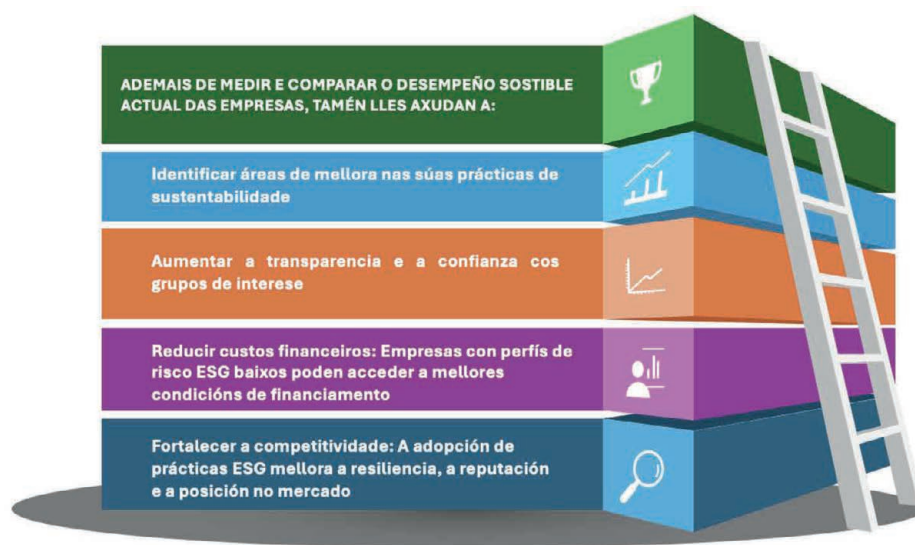 ADEMAIS DE MEDIR E COMPARAR O DESEMPEÑO SOSTIBLE
ACTUAL DAS EMPRESAS, TAMÉN LLES AXUDAN A:
Identificar áreas de mellora nas súas prácticas de
sustentabilidade
Aumentar a transparencia e a confianza cos
grupos de interese
Reducir custos financeiros: Empresas con perfís de
risco ESG baixos poden acceder a mellores
condicións de financiamento
Fortalecer a competitividade: A adopción de
prácticas ESG mellora a resiliencia, a reputación
e a posición no mercado